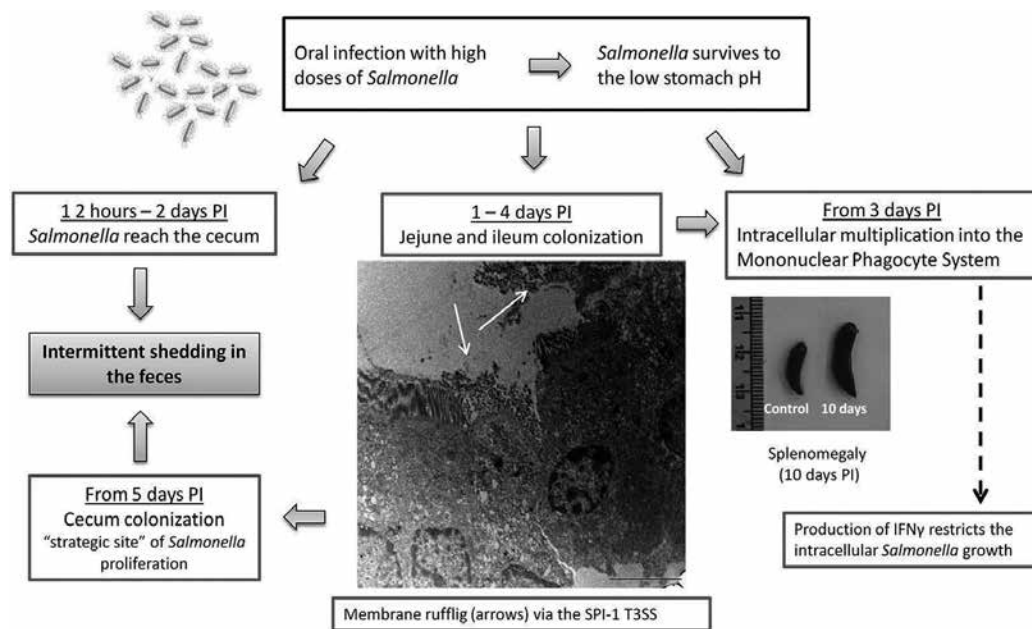 Oral infection with high
doses of Salmonella
Salmonella survives to
the low stomach pH
1 2 hours – 2 days PI
Salmonella reach the cecum
1 – 4 days PI
Jejune and ileum colonization
From 3 days PI
Intracellular multiplication into the
Mononuclear Phagocyte System
Intermittent shedding in
the feces
Control 10 days
Splenomegaly
(10 days PI)
From 5 days PI
Cecum colonization
“strategic site” of Salmonella
proliferation
Production of IFNγ restricts the
intracellular Salmonella growth
Membrane rufflig (arrows) via the SPI-1 T3SS